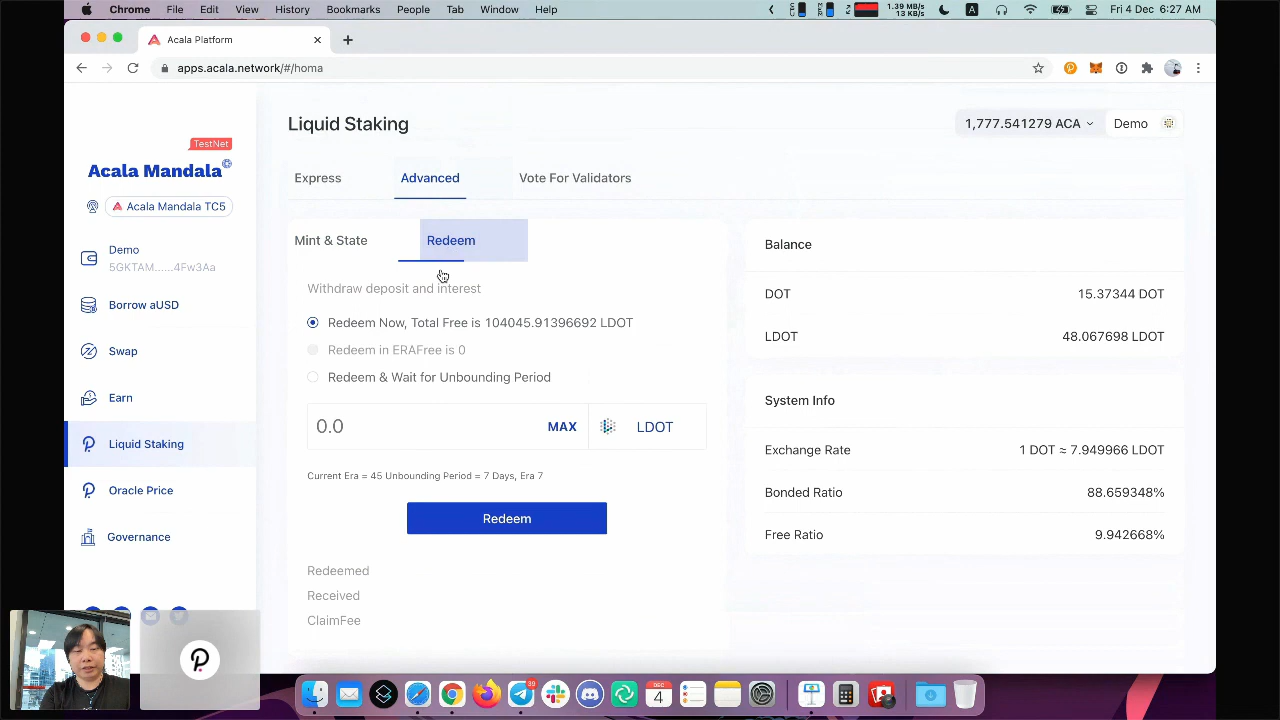 Chrome File Edit View History Bookmarks People Tab Window Help
1.39 MB/s
13 KB/s
Fri 4 Dec 6:27 AM
Acala Platform
apps.acala.network/#/homa
TestNet
Acala Mandala
Acala Mandala TC5
Demo
5GKTAM......4Fw3Aa
Borrow aUSD
Swap
Earn
Liquid Staking
Oracle Price
Governance
Liquid Staking
1,777.541279 ACA
Demo
Express Advanced Vote For Validators
Mint & State Redeem
Withdraw deposit and interest
Redeem Now, Total Free is 104045.91396692 LDOT
Redeem in ERAFree is 0
Redeem & Wait for Unbounding Period
0.0 MAX LDOT
Current Era = 45 Unbounding Period = 7 Days, Era 7
Redeem
Redeemed
Received
ClaimFee
Balance
DOT 15.37344 DOT
LDOT 48.067698 LDOT
System Info
Exchange Rate 1 DOT ≈ 7.949966 LDOT
Bonded Ratio 88.659348%
Free Ratio 9.942668%
39
DEC
4